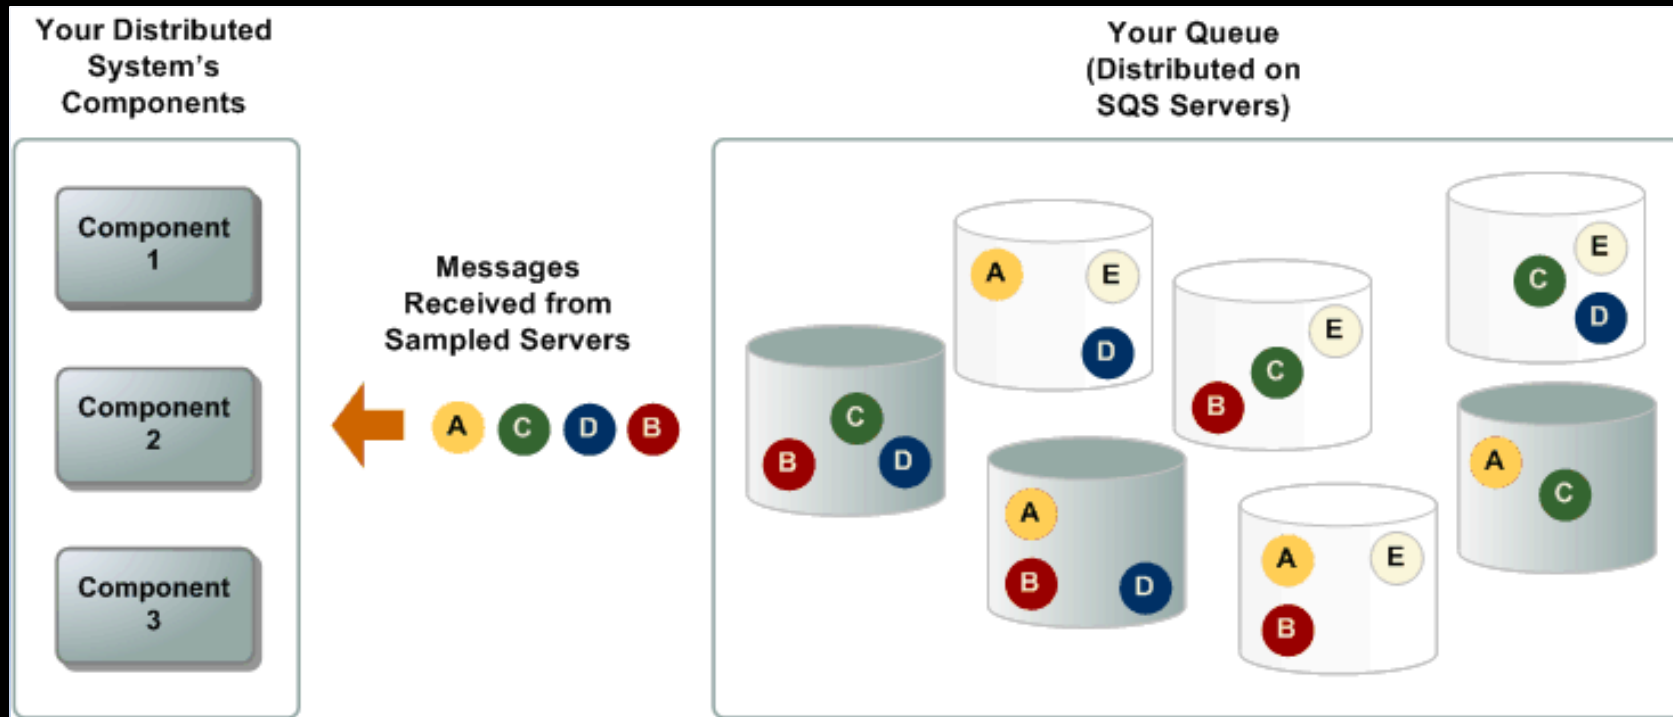 Your Distributed
System's
Components
Your Queue
(Distributed on
SQS Servers)
Component
1
Component
2
Component
3
Messages
Received from
Sampled Servers
A C D B
C
B
D
A
E
D
E
C
B
E
C
D
A
B
D
A
E
B
A
C